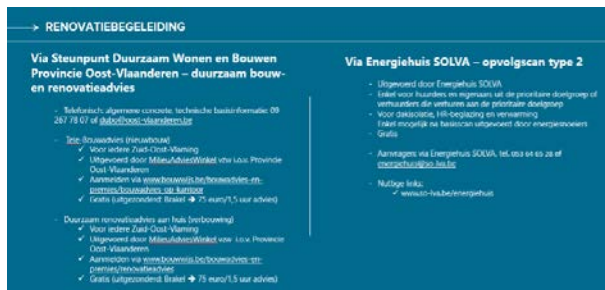 RENOVATIEBEGELEIDING
Via Steunpunt Duurzaam Wonen en Bouwen
Provincie Oost-Vlaanderen – duurzaam bouw-
en renovatieadvies
- Telefonisch: algemene concrete, technische basisinformatie: 09
267 78 07 of dubo@oost-vlaanderen.be
- Tele-Bouwadvies (nieuwbouw)
✓ Voor iedere Zuid-Oost-Vlaming
✓ Uitgevoerd door MilieuAdviesWinkel vzw i.o.v. Provincie
Oost-Vlaanderen
✓ Aanmelden via www.bouwwijs.be/bouwadvies-en-
premies/bouwadvies-op-kantoor
✓ Gratis (uitgezonderd: Brakel → 75 euro/1,5 uur advies)
- Duurzaam renovatieadvies aan huis (verbouwing)
✓ Voor iedere Zuid-Oost-Vlaming
✓ Uitgevoerd door MilieuAdviesWinkel vzw i.o.v. Provincie
Oost-Vlaanderen
✓ Aanmelden via www.bouwwijs.be/bouwadvies-en-
premies/renovatieadvies
✓ Gratis (uitgezonderd: Brakel → 75 euro/1,5 uur advies)
Via Energiehuis SOLVA – opvolgscan type 2
- Uitgevoerd door Energiehuis SOLVA
- Enkel voor huurders en eigenaars uit de prioritaire doelgroep of
verhuurders die verhuren aan de prioritaire doelgroep
- Voor dakisolatie, HR-beglazing en verwarming
Enkel mogelijk na basisscan uitgevoerd door energiesnoeiers
- Gratis
- Aanvragen: via Energiehuis SOLVA, tel. 053 64 65 28 of
energiehuis@so-lva.be
- Nuttige links:
✓ www.so-lva.be/energiehuis